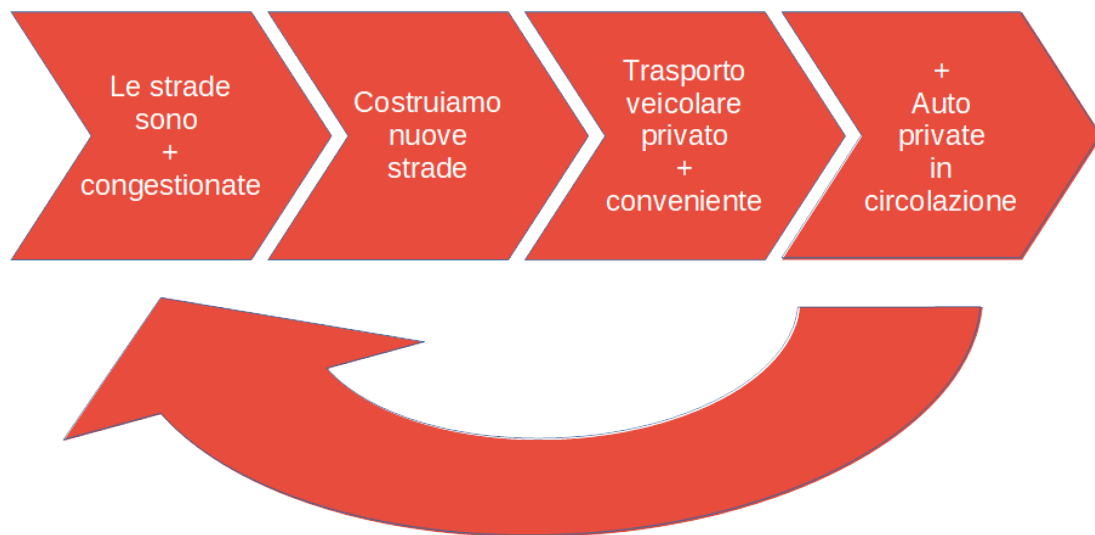 Le strade
sono
+
congestionate
Costruiamo
nuove
strade
Trasporto
veicolare
privato
+
conveniente
+
Auto
private
in
circolazione